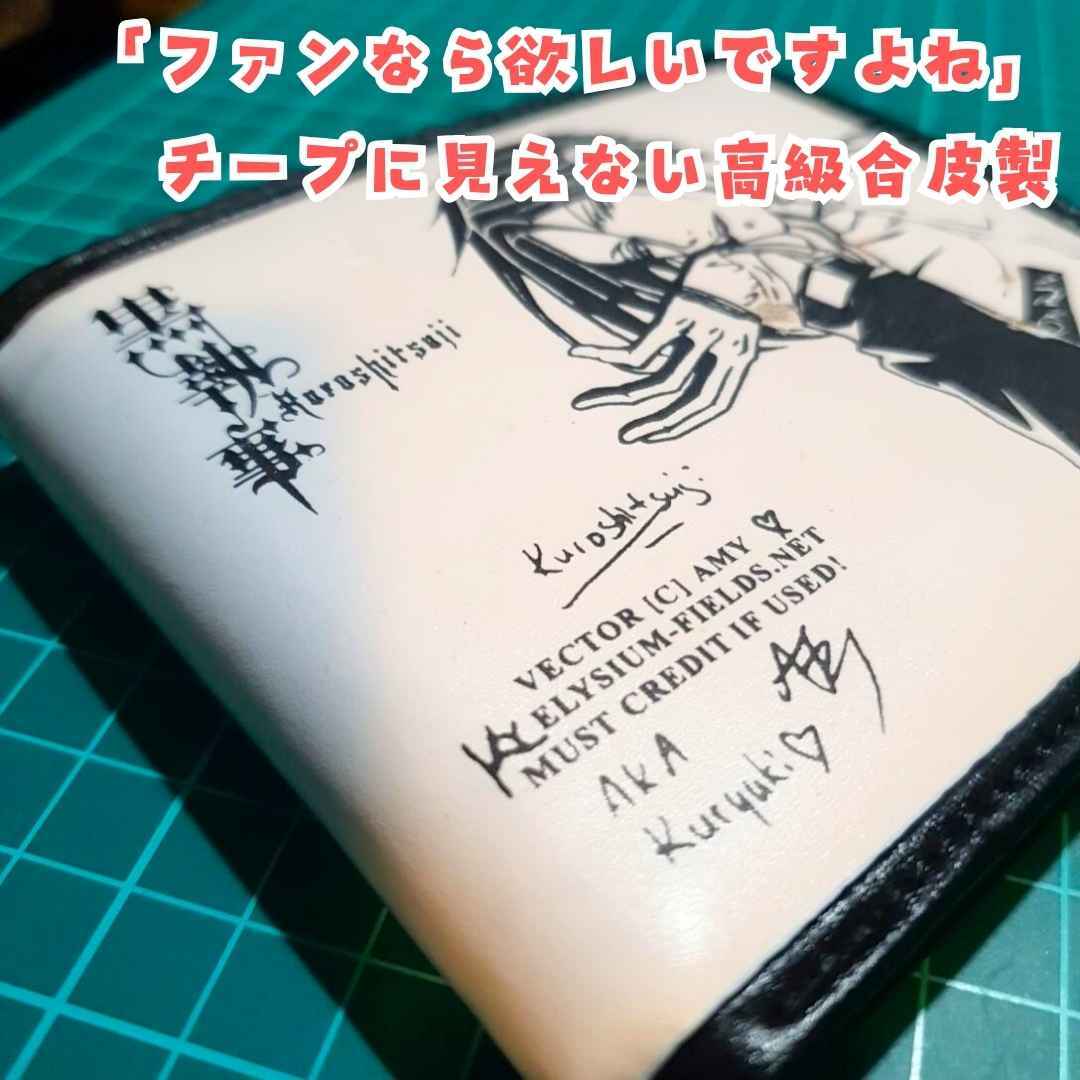 「ファンなら欲しいですよね」
チープに見えない高級合皮製
黒執事
Kuroshitsuji
Kuroshitsuji
VECTOR [C] AMY
ELYSIUM-FIELDS.NET
MUST CREDIT IF USED!
AKA
Kuryuki